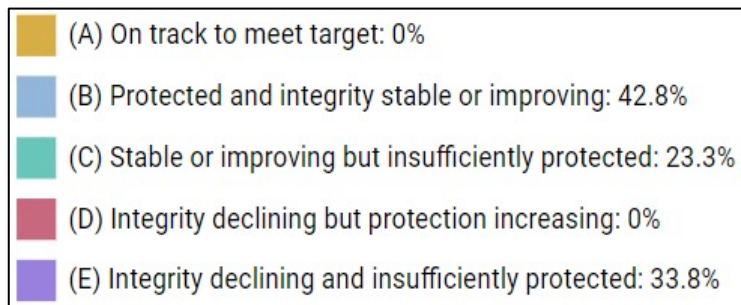 (A) On track to meet target: 0%
(B) Protected and integrity stable or improving: 42.8%
(C) Stable or improving but insufficiently protected: 23.3%
(D) Integrity declining but protection increasing: 0%
(E) Integrity declining and insufficiently protected: 33.8%